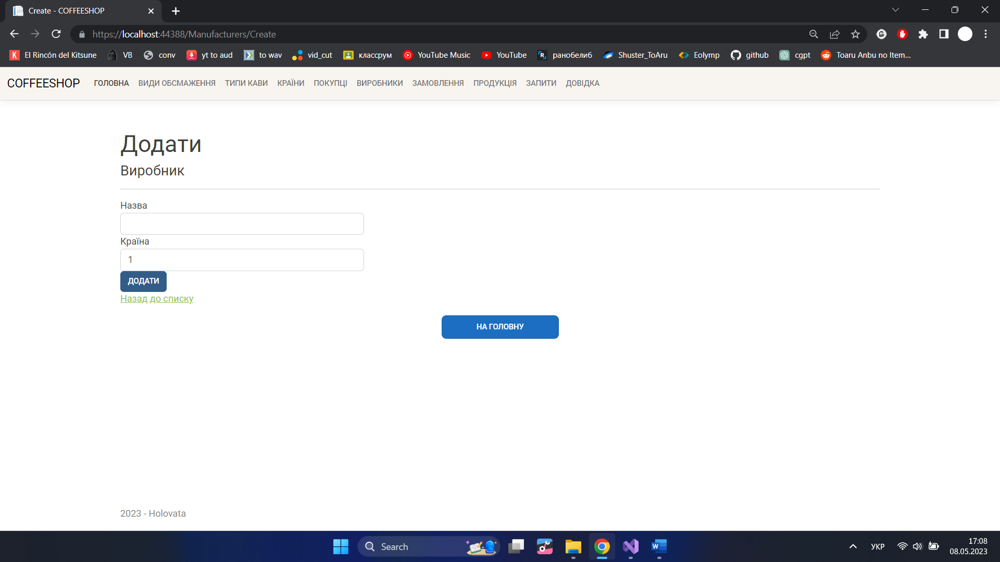 Create - COFFEESHOP
https://localhost:44388/Manufacturers/Create
El Rincón del Kitsune VB conv yt to aud to wav vid_cut классрум YouTube Music YouTube ранобелиб Shuster_ToAru Eolymp github cgpt Toaru Anbu no Item...
COFFEESHOP ГОЛОВНА ВИДИ ОБСМАЖЕННЯ ТИПИ КАВИ КРАЇНИ ПОКУПЦІ ВИРОБНИКИ ЗАМОВЛЕННЯ ПРОДУКЦІЯ ЗАПИТИ ДОВІДКА
Додати
Виробник
Назва
Країна
1
ДОДАТИ
Назад до списку
НА ГОЛОВНУ
2023 - Holovata
Search
УКР
17:08
08.05.2023